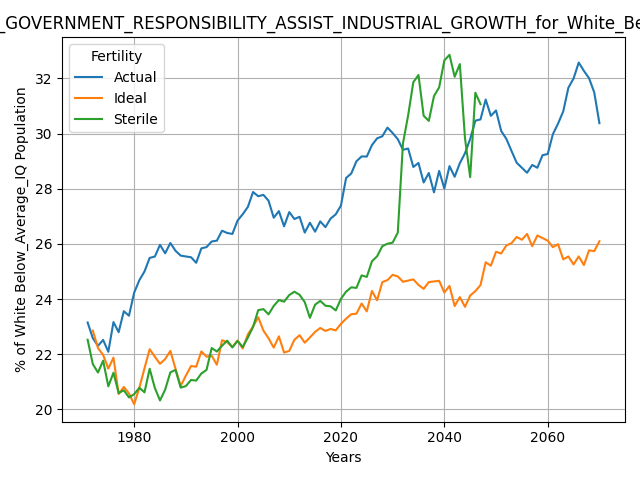 _GOVERNMENT_RESPONSIBILITY_ASSIST_INDUSTRIAL_GROWTH_for_White_Be
Fertility
Actual
Ideal
Sterile
% of White Below_Average_IQ Population
32
30
28
26
24
22
20
1980
2000
2020
2040
2060
Years